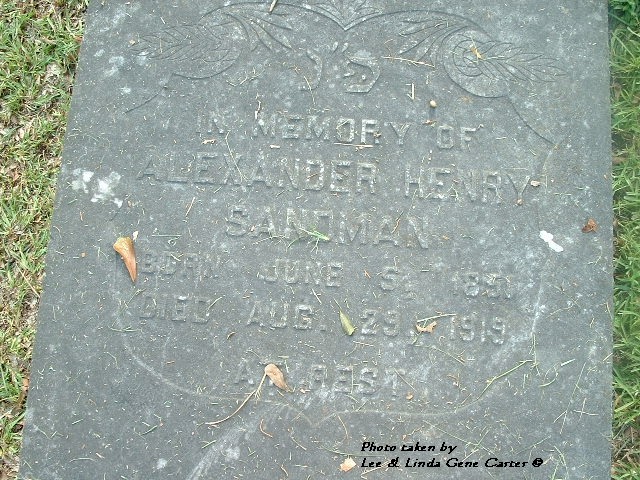 IN MEMORY OF
ALEXANDER HENRY
SANDMAN
BORN JUNE 5, 1891
DIED AUG. 29, 1919
AT REST
Photo taken by
Lee & Linda Gene Carter ©